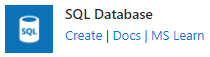 SQL
SQL Database
Create | Docs | MS Learn